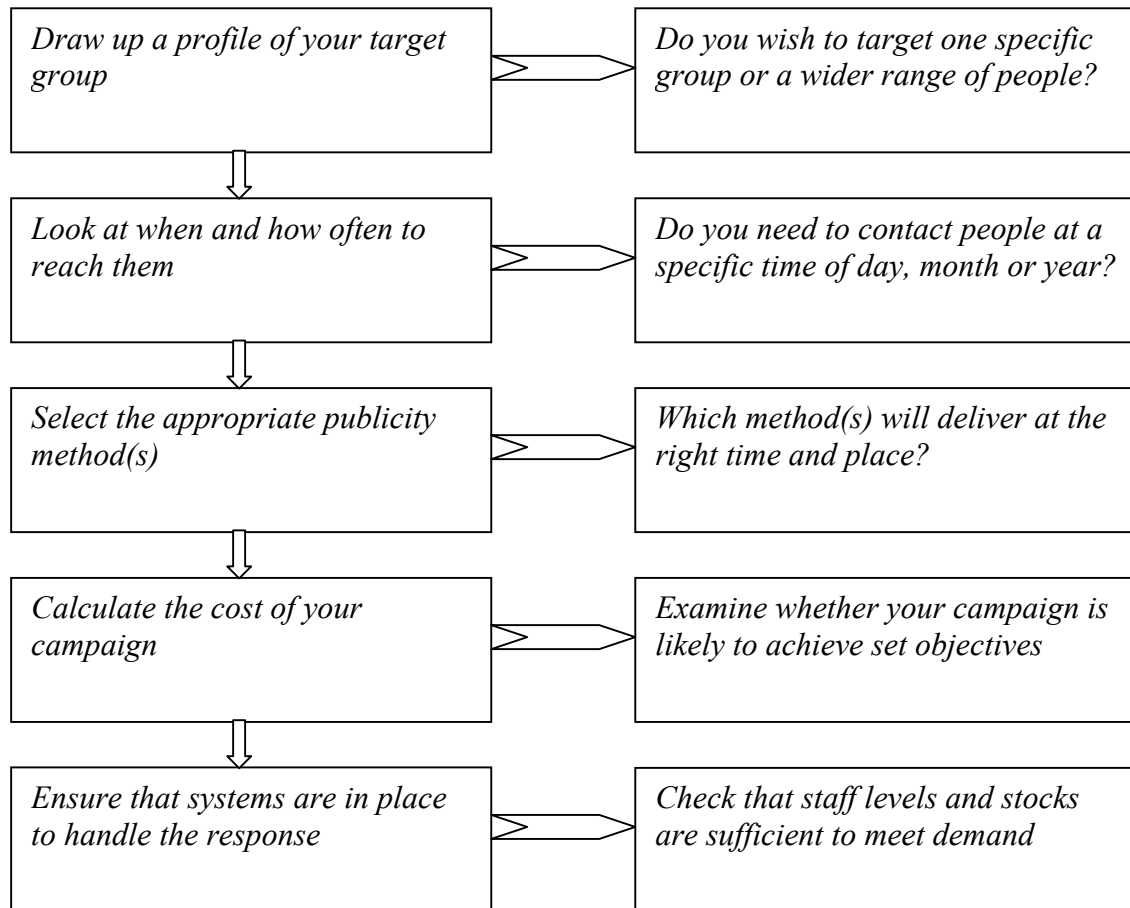 Draw up a profile of your target
group
Do you wish to target one specific
group or a wider range of people?
Look at when and how often to
reach them
Do you need to contact people at a
specific time of day, month or year?
Select the appropriate publicity
method(s)
Which method(s) will deliver at the
right time and place?
Calculate the cost of your
campaign
Examine whether your campaign is
likely to achieve set objectives
Ensure that systems are in place
to handle the response
Check that staff levels and stocks
are sufficient to meet demand